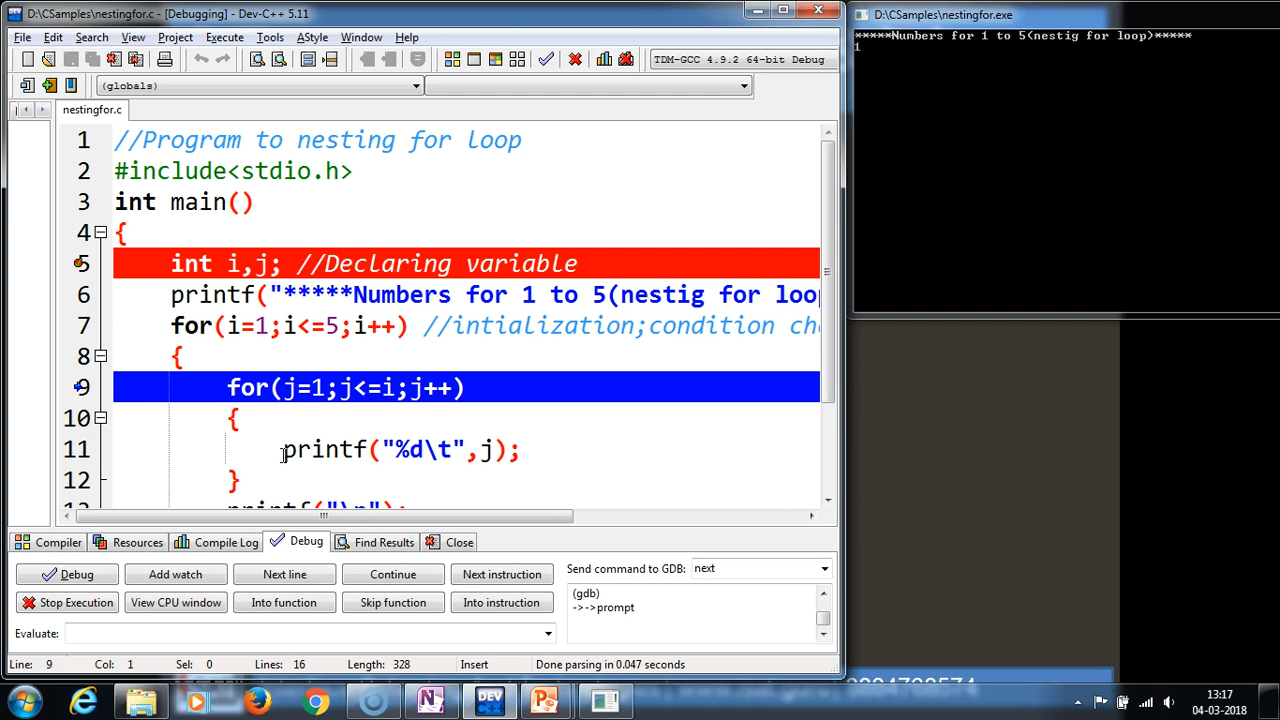 nestingfor.c - [Debugging] - Dev-C++ 5.11
File Edit Search View Project Execute Tools AStyle Window Help
TDM-GCC 4.9.2 64-bit Debug
(globals)
nestingfor.c
1 //Program to nesting for loop
2 #include<stdio.h>
3 int main()
4 {
5 int i,j; //Declaring variable
6 printf("*****Numbers for 1 to 5(nestig for loop
7 for(i=1;i<=5;i++) //intialization;condition
8 {
9 for(j=1;j<=i;j++)
10 {
11 printf("%d\t",j);
12 }
13 printf("\n");
Compiler Resources Compile Log Debug Find Results Close
Debug Add watch Next line Continue Next instruction
Stop Execution View CPU window Into function Skip function Into instruction
Evaluate:
Send command to GDB: next
(gdb)
->->prompt
Line: 9 Col: 1 Sel: 0 Lines: 16 Length: 328 Insert Done parsing in 0.047 seconds
D:\CSamples\nestingfor.exe
*****Numbers for 1 to 5(nestig for loop)*****
1
13:17
04-03-2018